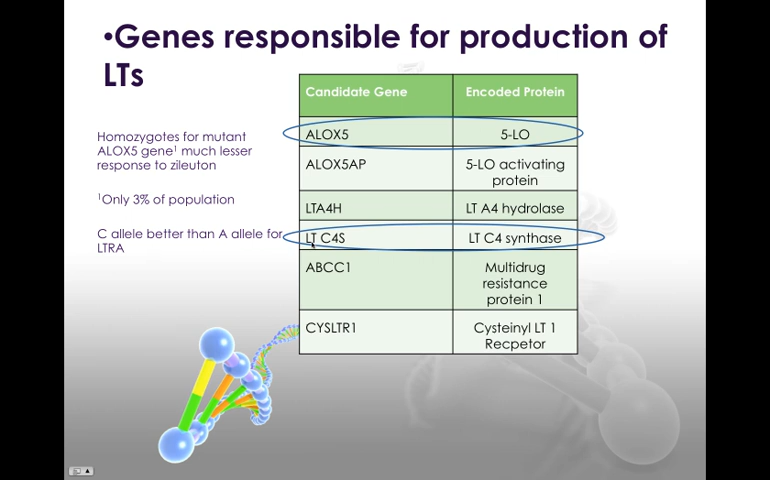 •Genes responsible for production of
LTs
Homozygotes for mutant
ALOX5 gene¹ much lesser
response to zileuton
¹Only 3% of population
C allele better than A allele for
LTRA
Candidate Gene Encoded Protein
ALOX5 5-LO
ALOX5AP 5-LO activating
protein
LTA4H LT A4 hydrolase
LT C4S LT C4 synthase
ABCC1 Multidrug
resistance
protein 1
CYSLTR1 Cysteinyl LT 1
Recpetor